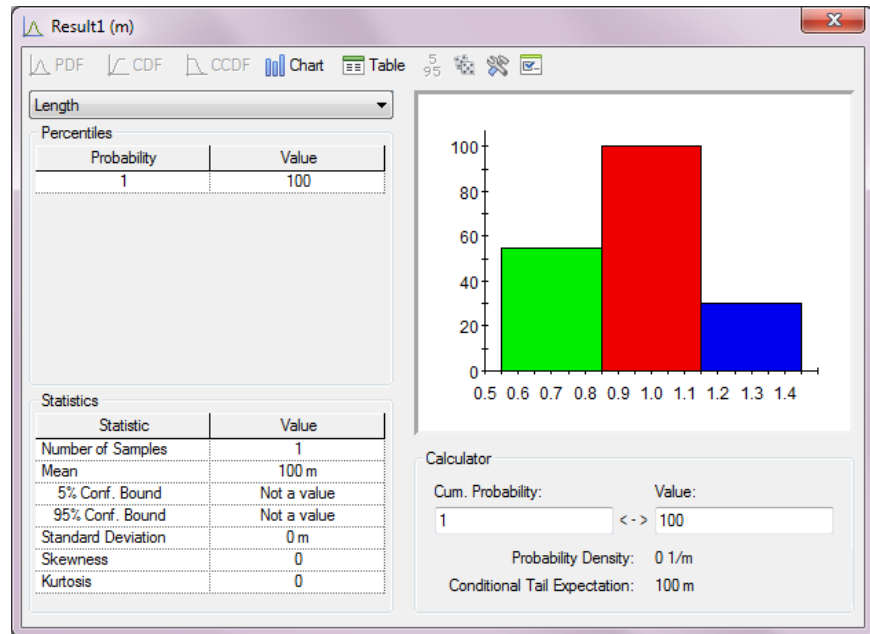 Result1 (m)
PDF CDF CCDF Chart Table 5 95
Length
Percentiles
Probability Value
1 100
Statistics
Statistic Value
Number of Samples 1
Mean 100 m
5% Conf. Bound Not a value
95% Conf. Bound Not a value
Standard Deviation 0 m
Skewness 0
Kurtosis 0
100
80
60
40
20
0
0.5 0.6 0.7 0.8 0.9 1.0 1.1 1.2 1.3 1.4
Calculator
Cum. Probability: Value:
1 < - > 100
Probability Density: 0 1/m
Conditional Tail Expectation: 100 m